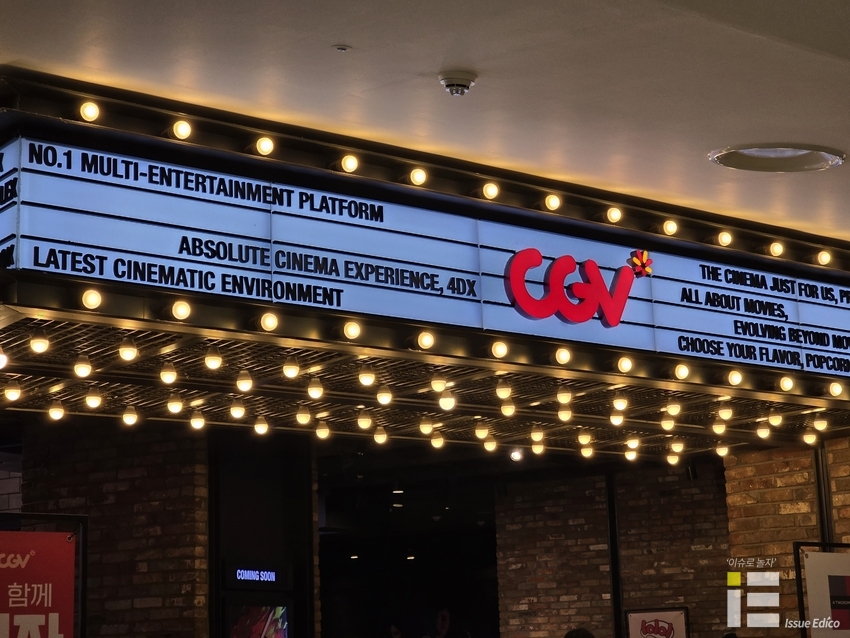 NO.1 MULTI-ENTERTAINMENT PLATFORM
ABSOLUTE CINEMA EXPERIENCE, 4DX
LATEST CINEMATIC ENVIRONMENT
CGV
THE CINEMA JUST FOR US,
ALL ABOUT MOVIES,
EVOLVING BEYOND
CHOOSE YOUR FLAVOR, POPCORN
COMING SOON
CGV
함께
'이슈로 놀자'
iE Issue Edico